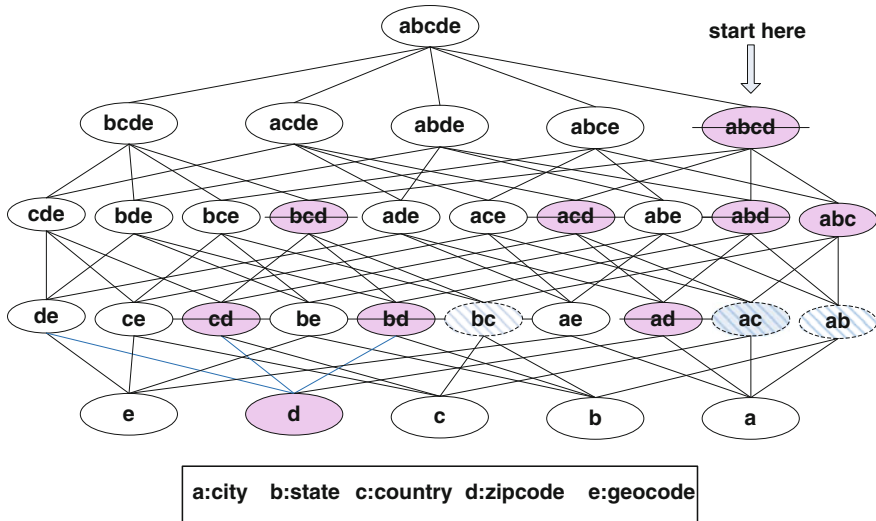 abcde
start here
bcde acde abde abce abcd
cde bde bce bcd ade ace acd abe abd abc
de ce cd be bd bc ae ad ac ab
e d c b a
a:city b:state c:country d:zipcode e:geocode